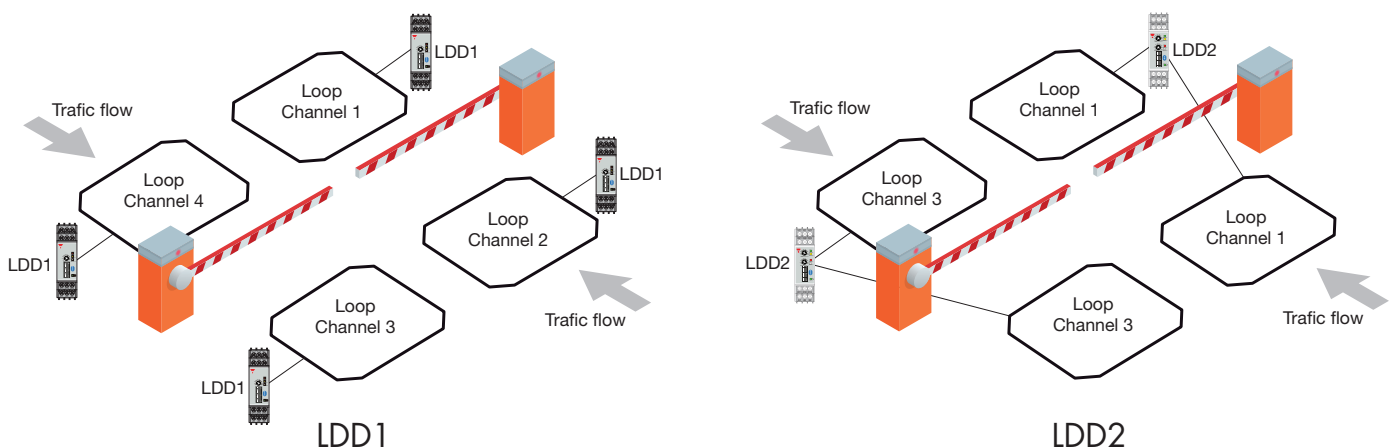 LDD1
Loop
Channel 1
Trafic flow
LDD1
Loop
Channel 4
Loop
Channel 2
LDD1
Loop
Channel 3
Trafic flow
LDD1
LDD1
LDD2
Loop
Channel 1
Trafic flow
Loop
Channel 3
Loop
Channel 1
LDD2
Loop
Channel 3
Trafic flow
LDD2